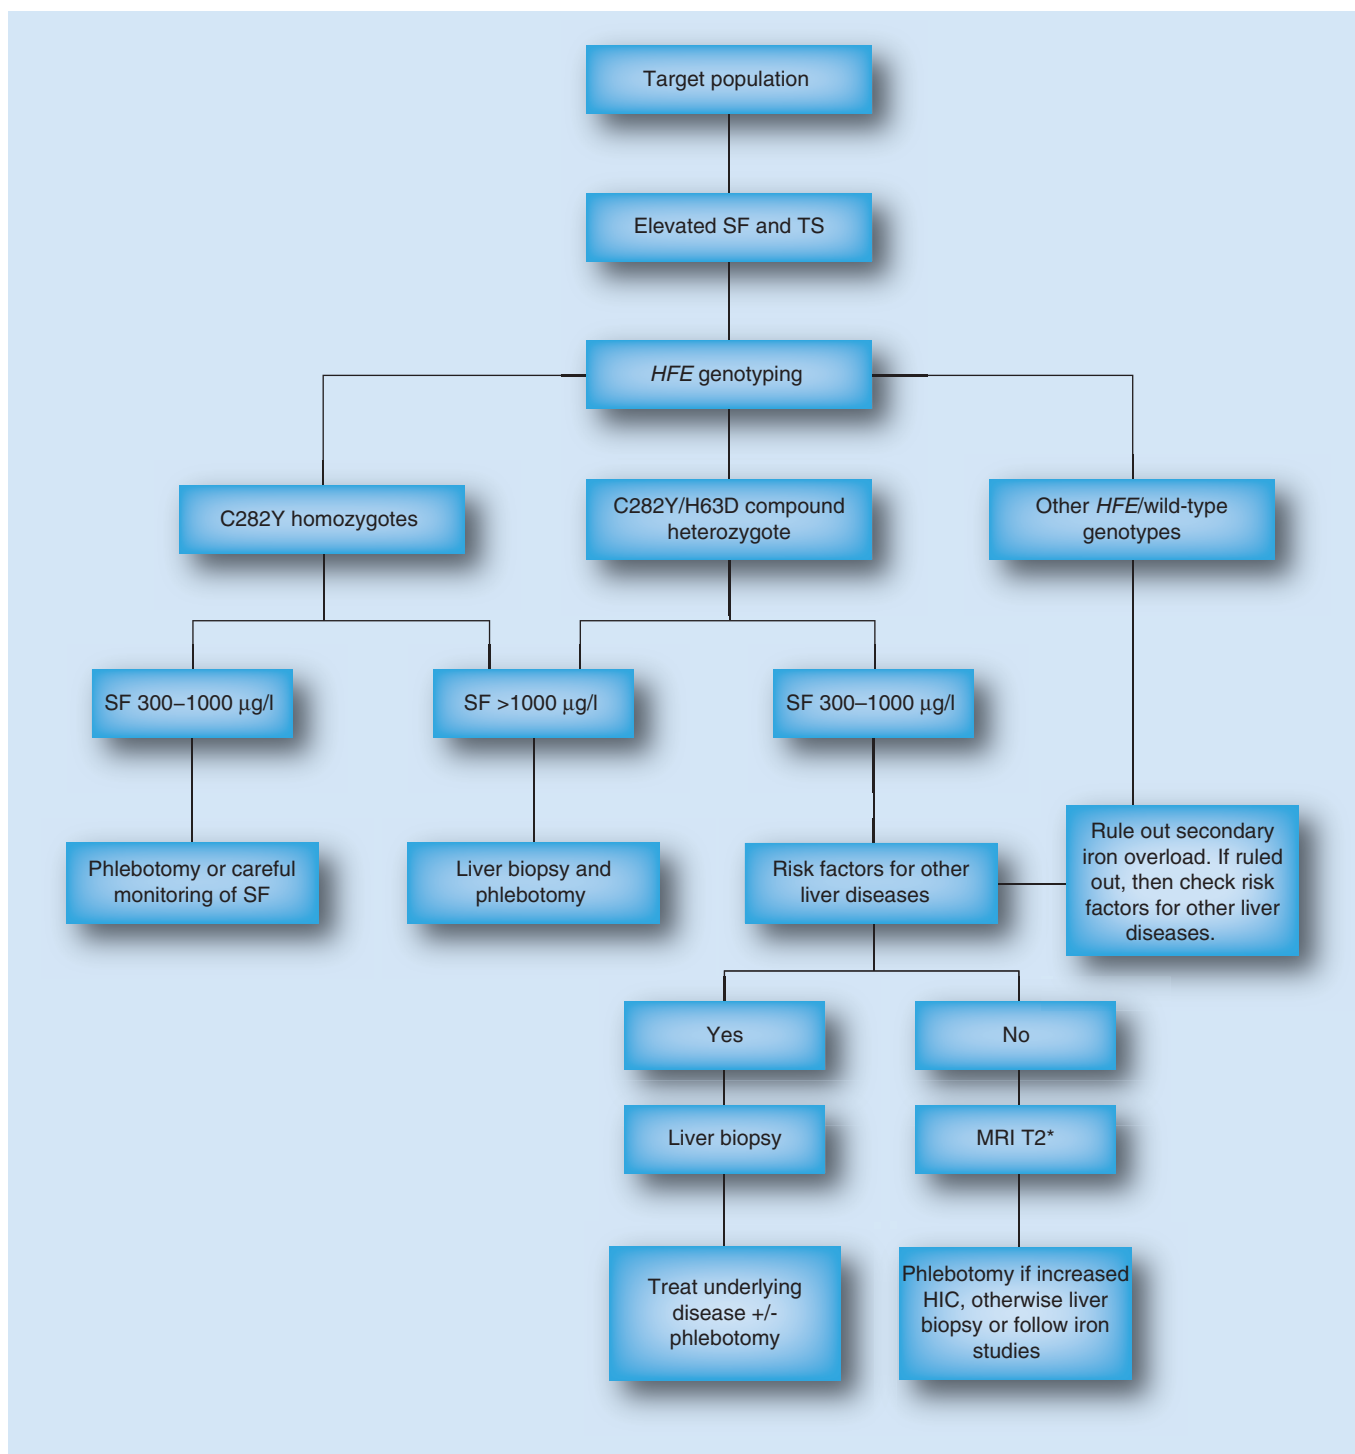 Target population
Elevated SF and TS
HFE genotyping
C282Y homozygotes
C282Y/H63D compound
heterozygote
Other HFE/wild-type
genotypes
SF 300–1000 μg/l
SF >1000 μg/l
SF 300–1000 μg/l
Phlebotomy or careful
monitoring of SF
Liver biopsy and
phlebotomy
Risk factors for other
liver diseases
Rule out secondary
iron overload. If ruled
out, then check risk
factors for other liver
diseases.
Yes
No
Liver biopsy
MRI T2*
Treat underlying
disease +/-
phlebotomy
Phlebotomy if increased
HIC, otherwise liver
biopsy or follow iron
studies